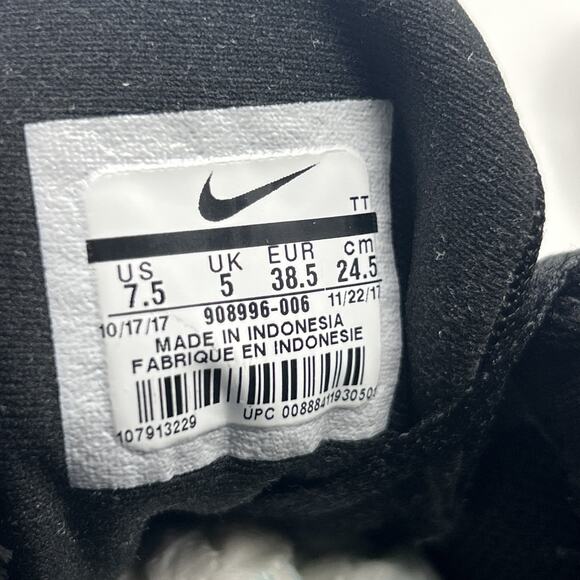 TT
US UK EUR cm
7.5 5 38.5 24.5
10/17/17 908996-006 11/22/17
MADE IN INDONESIA
FABRIQUE EN INDONESIE
107913229 UPC